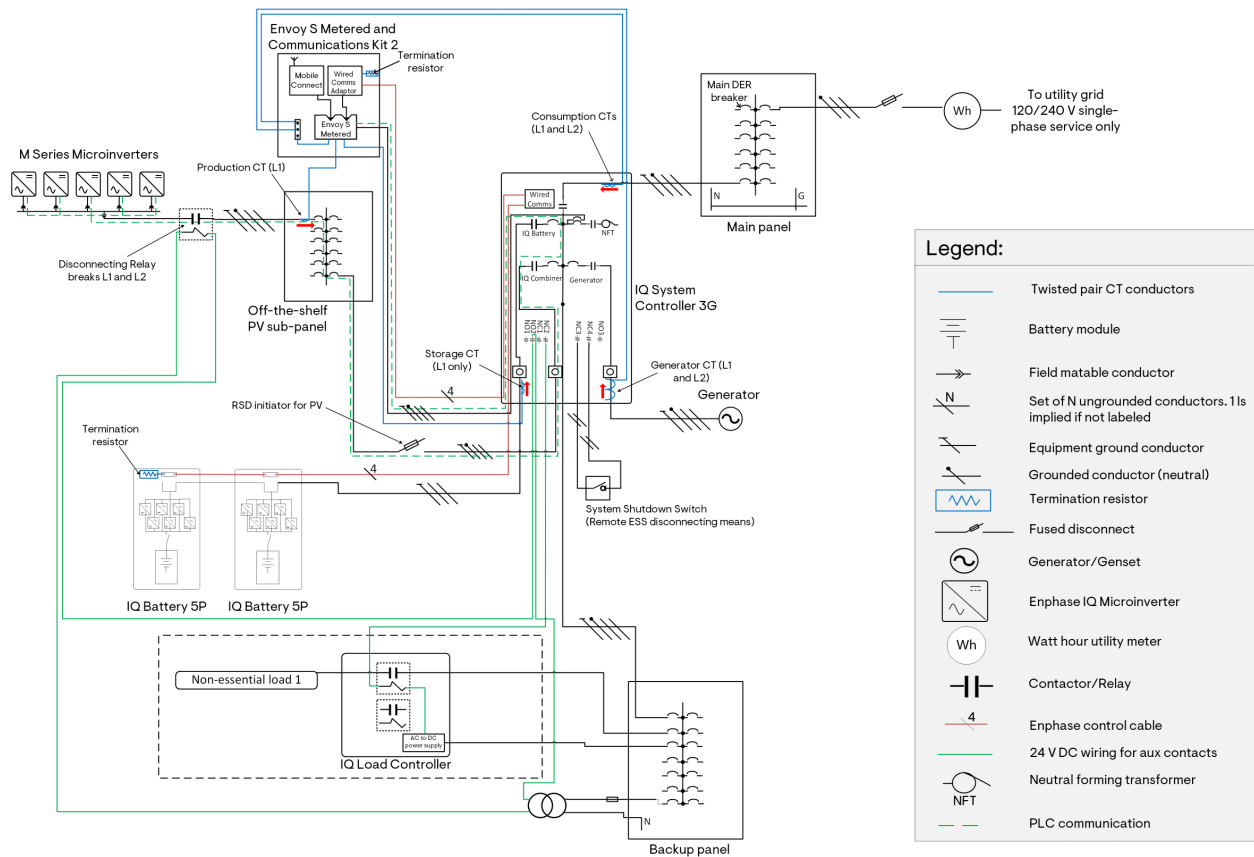 Envoy S Metered and
Communications Kit 2
Termination
resistor
Mobile
Connect
Wired
Comms
Adaptor
Envoy S
Metered
M Series Microinverters
Production CT (L1)
Disconnecting Relay
breaks L1 and L2
Off-the-shelf
PV sub-panel
Consumption CTs
(L1 and L2)
Wired
Comms
IQ Battery
NFT
IQ Combiner
Generator
IQ System
Controller 3G
NO1
NO2
NC1
NC2
NC3
NC4
NO3
Storage CT
(L1 only)
Generator CT (L1
and L2)
Generator
4
RSD initiator for PV
Main DER
breaker
N
G
Main panel
Wh
To utility grid
120/240 V single-
phase service only
Termination
resistor
4
IQ Battery 5P
IQ Battery 5P
System Shutdown Switch
(Remote ESS disconnecting means)
Non-essential load 1
AC to DC
power supply
IQ Load Controller
N
Backup panel
Legend:
Twisted pair CT conductors
Battery module
Field matable conductor
N
Set of N ungrounded conductors. 1 Is
implied if not labeled
Equipment ground conductor
Grounded conductor (neutral)
Termination resistor
Fused disconnect
Generator/Genset
Enphase IQ Microinverter
Wh
Watt hour utility meter
Contactor/Relay
4
Enphase control cable
24 V DC wiring for aux contacts
Neutral forming transformer
NFT
PLC communication